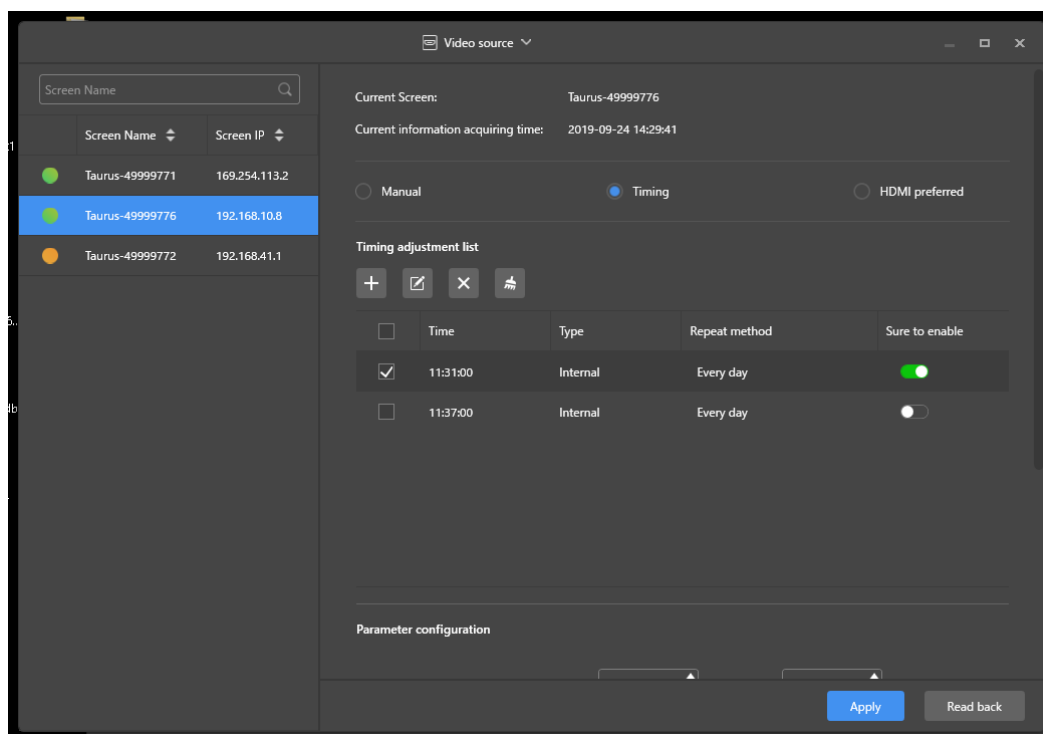 Video source
Screen Name
Screen Name Screen IP
Taurus-49999771 169.254.113.2
Taurus-49999776 192.168.10.8
Taurus-49999772 192.168.41.1
Current Screen: Taurus-49999776
Current information acquiring time: 2019-09-24 14:29:41
Manual Timing HDMI preferred
Timing adjustment list
Time Type Repeat method Sure to enable
11:31:00 Internal Every day
11:37:00 Internal Every day
Parameter configuration
Apply Read back